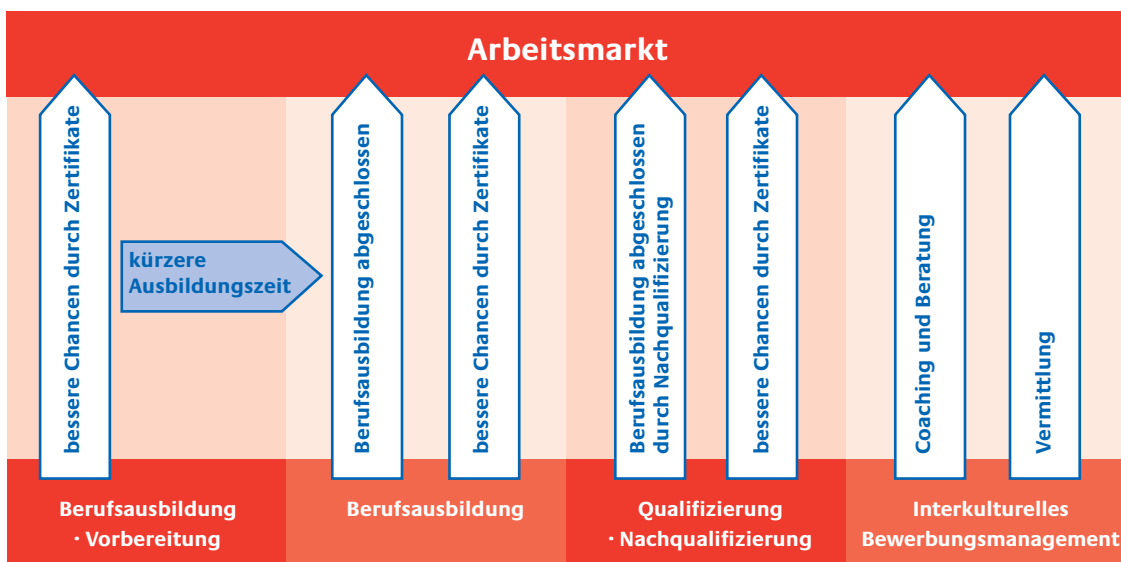 Arbeitsmarkt
bessere Chancen durch Zertifikate
kürzere
Ausbildungszeit
Berufsausbildung abgeschlossen
bessere Chancen durch Zertifikate
Berufsausbildung abgeschlossen
durch Nachqualifizierung
bessere Chancen durch Zertifikate
Coaching und Beratung
Vermittlung
Berufsausbildung
· Vorbereitung
Berufsausbildung
Qualifizierung
· Nachqualifizierung
Interkulturelles
Bewerbungsmanagement